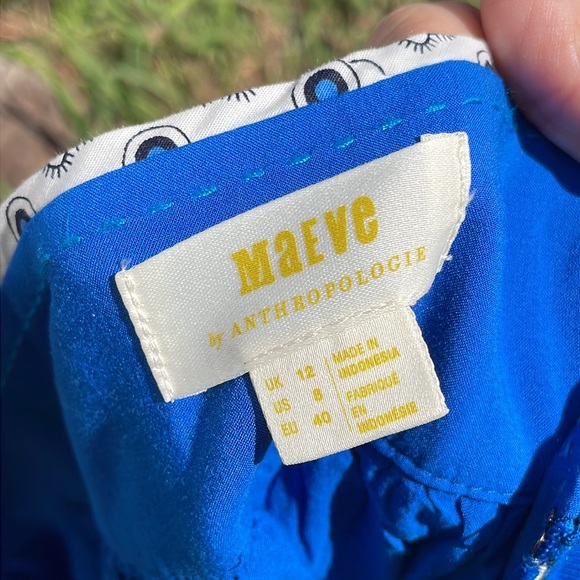 MaEVe
by ANTHROPOLOGIE
UK 12
US 8
EU 40
MADE IN
INDONESIA
FABRIQUÉ
EN
INDONÉSIE